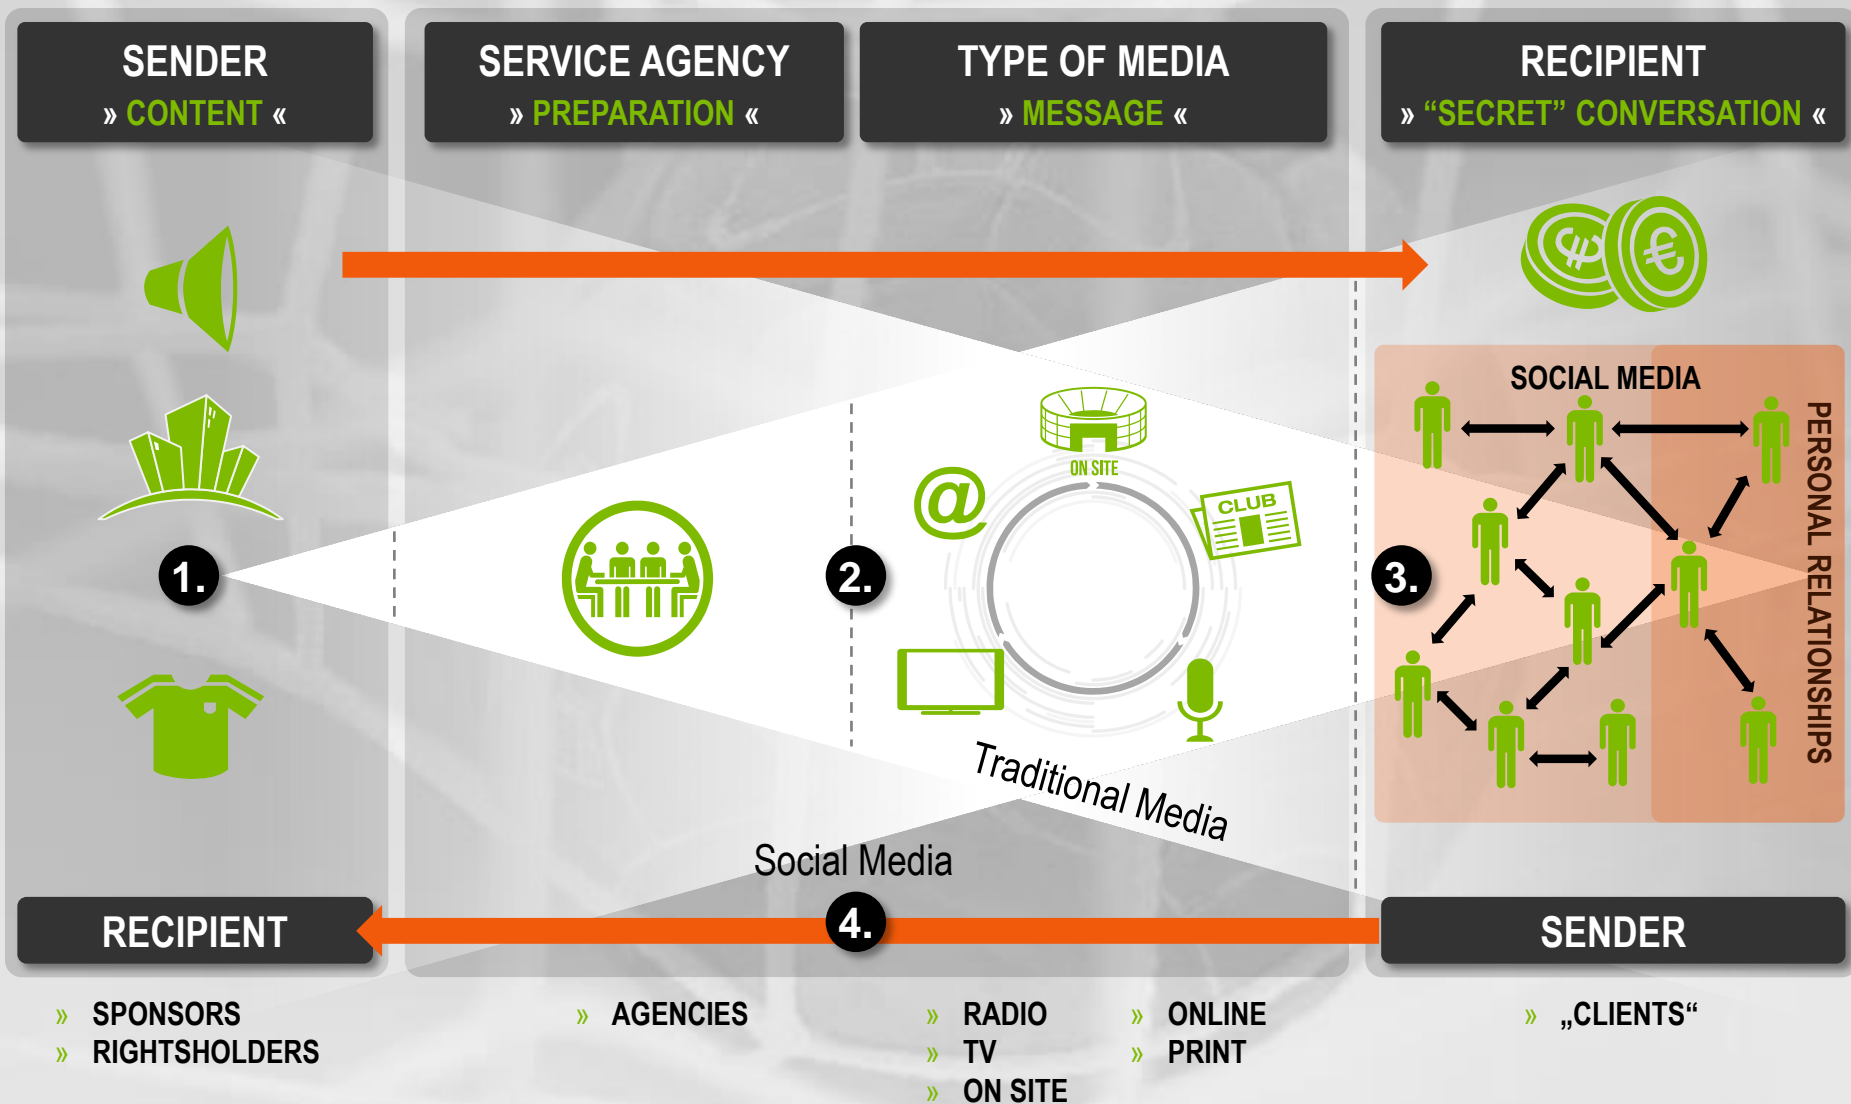 SENDER
» CONTENT «
SERVICE AGENCY
» PREPARATION «
TYPE OF MEDIA
» MESSAGE «
RECIPIENT
» “SECRET” CONVERSATION «
€
€
SOCIAL MEDIA
PERSONAL RELATIONSHIPS
ON SITE
@
CLUB
1.
2.
3.
Traditional Media
Social Media
4.
RECIPIENT
SENDER
» SPONSORS
» RIGHTSHOLDERS
» AGENCIES
» RADIO
» TV
» ON SITE
» ONLINE
» PRINT
» „CLIENTS“